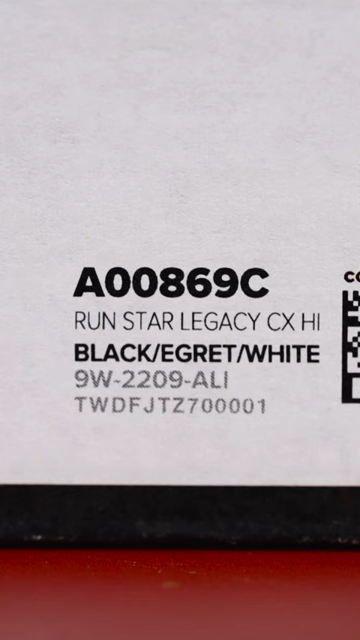 A00869C
RUN STAR LEGACY CX HI
BLACK/EGRET/WHITE
9W-2209-ALI
TWDFJTZ700001